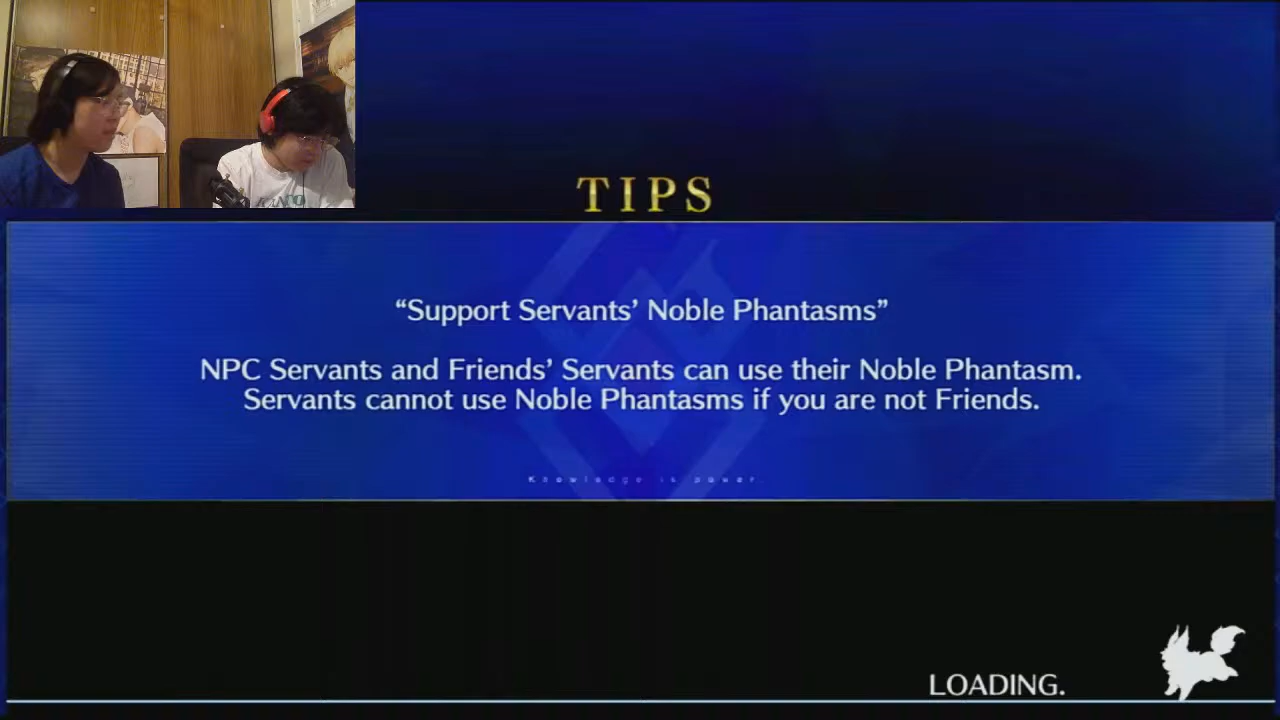 TIPS
“Support Servants’ Noble Phantasms”
NPC Servants and Friends’ Servants can use their Noble Phantasm.
Servants cannot use Noble Phantasms if you are not Friends.
Knowledge is power.
LOADING.